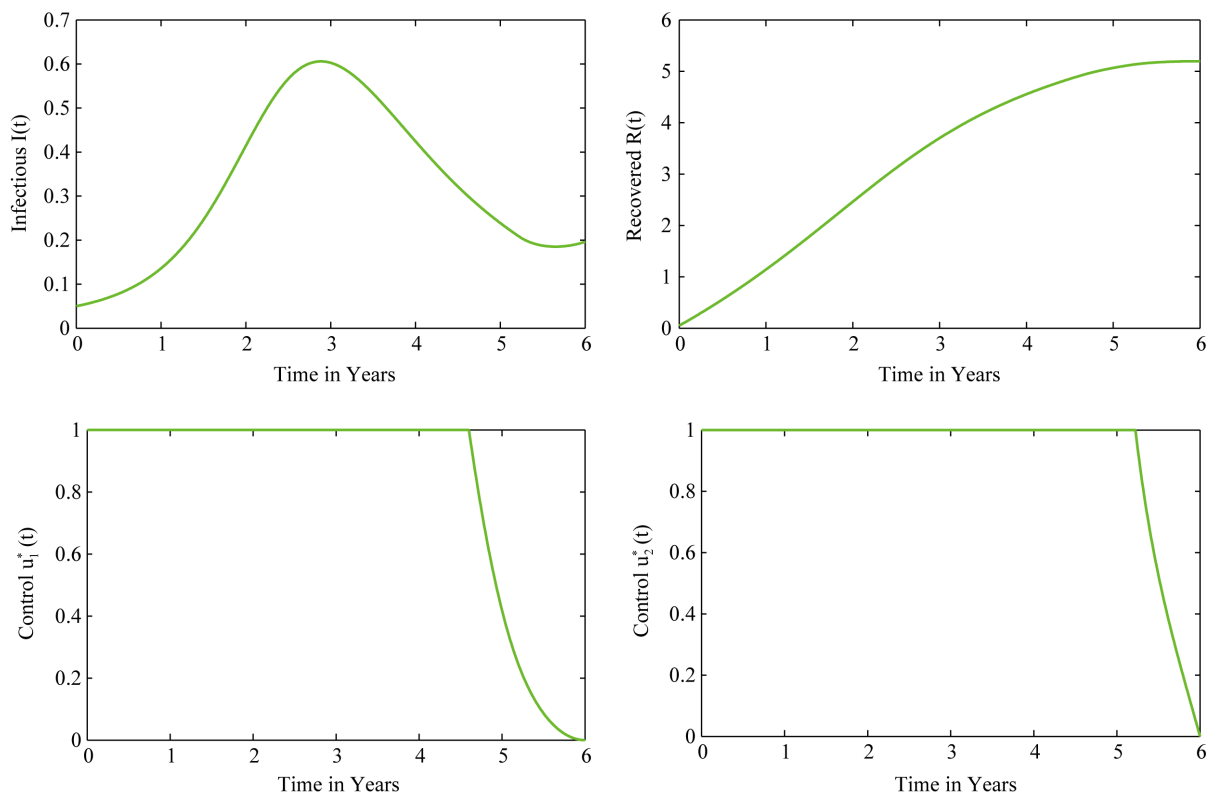 0.7
0.6
0.5
0.4
0.3
0.2
0.1
0
Infectious I(t)
0 1 2 3 4 5 6
Time in Years
6
5
4
3
2
1
0
Recovered R(t)
0 1 2 3 4 5 6
Time in Years
1
0.8
0.6
0.4
0.2
0
Control u₁*(t)
0 1 2 3 4 5 6
Time in Years
1
0.8
0.6
0.4
0.2
0
Control u₂*(t)
0 1 2 3 4 5 6
Time in Years